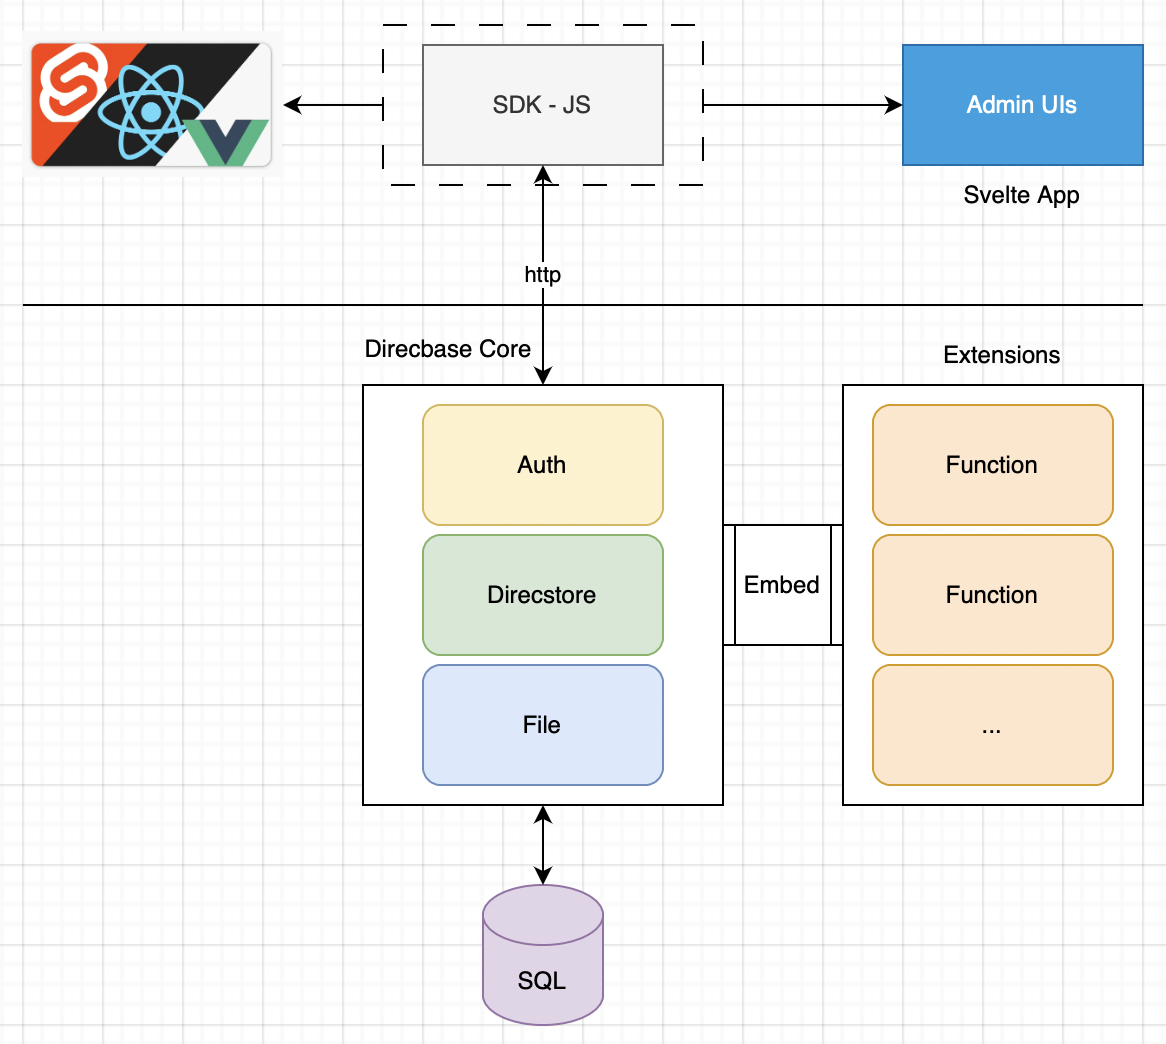 SDK - JS
Admin UIs
Svelte App
http
Direcbase Core
Extensions
Auth
Function
Direcstore
Embed
Function
File
...
SQL